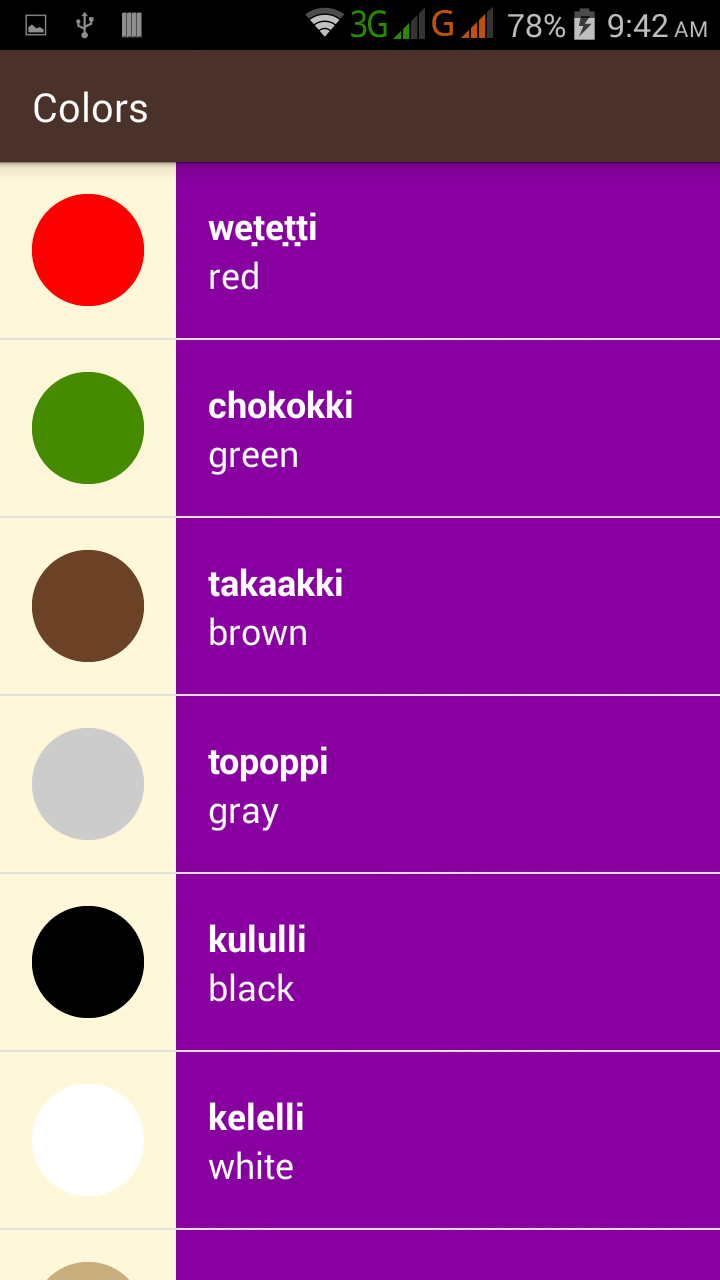 3G G 78% 9:42 AM
Colors
weṭeṭṭi
red
chokokki
green
takaakki
brown
topoppi
gray
kululli
black
kelelli
white